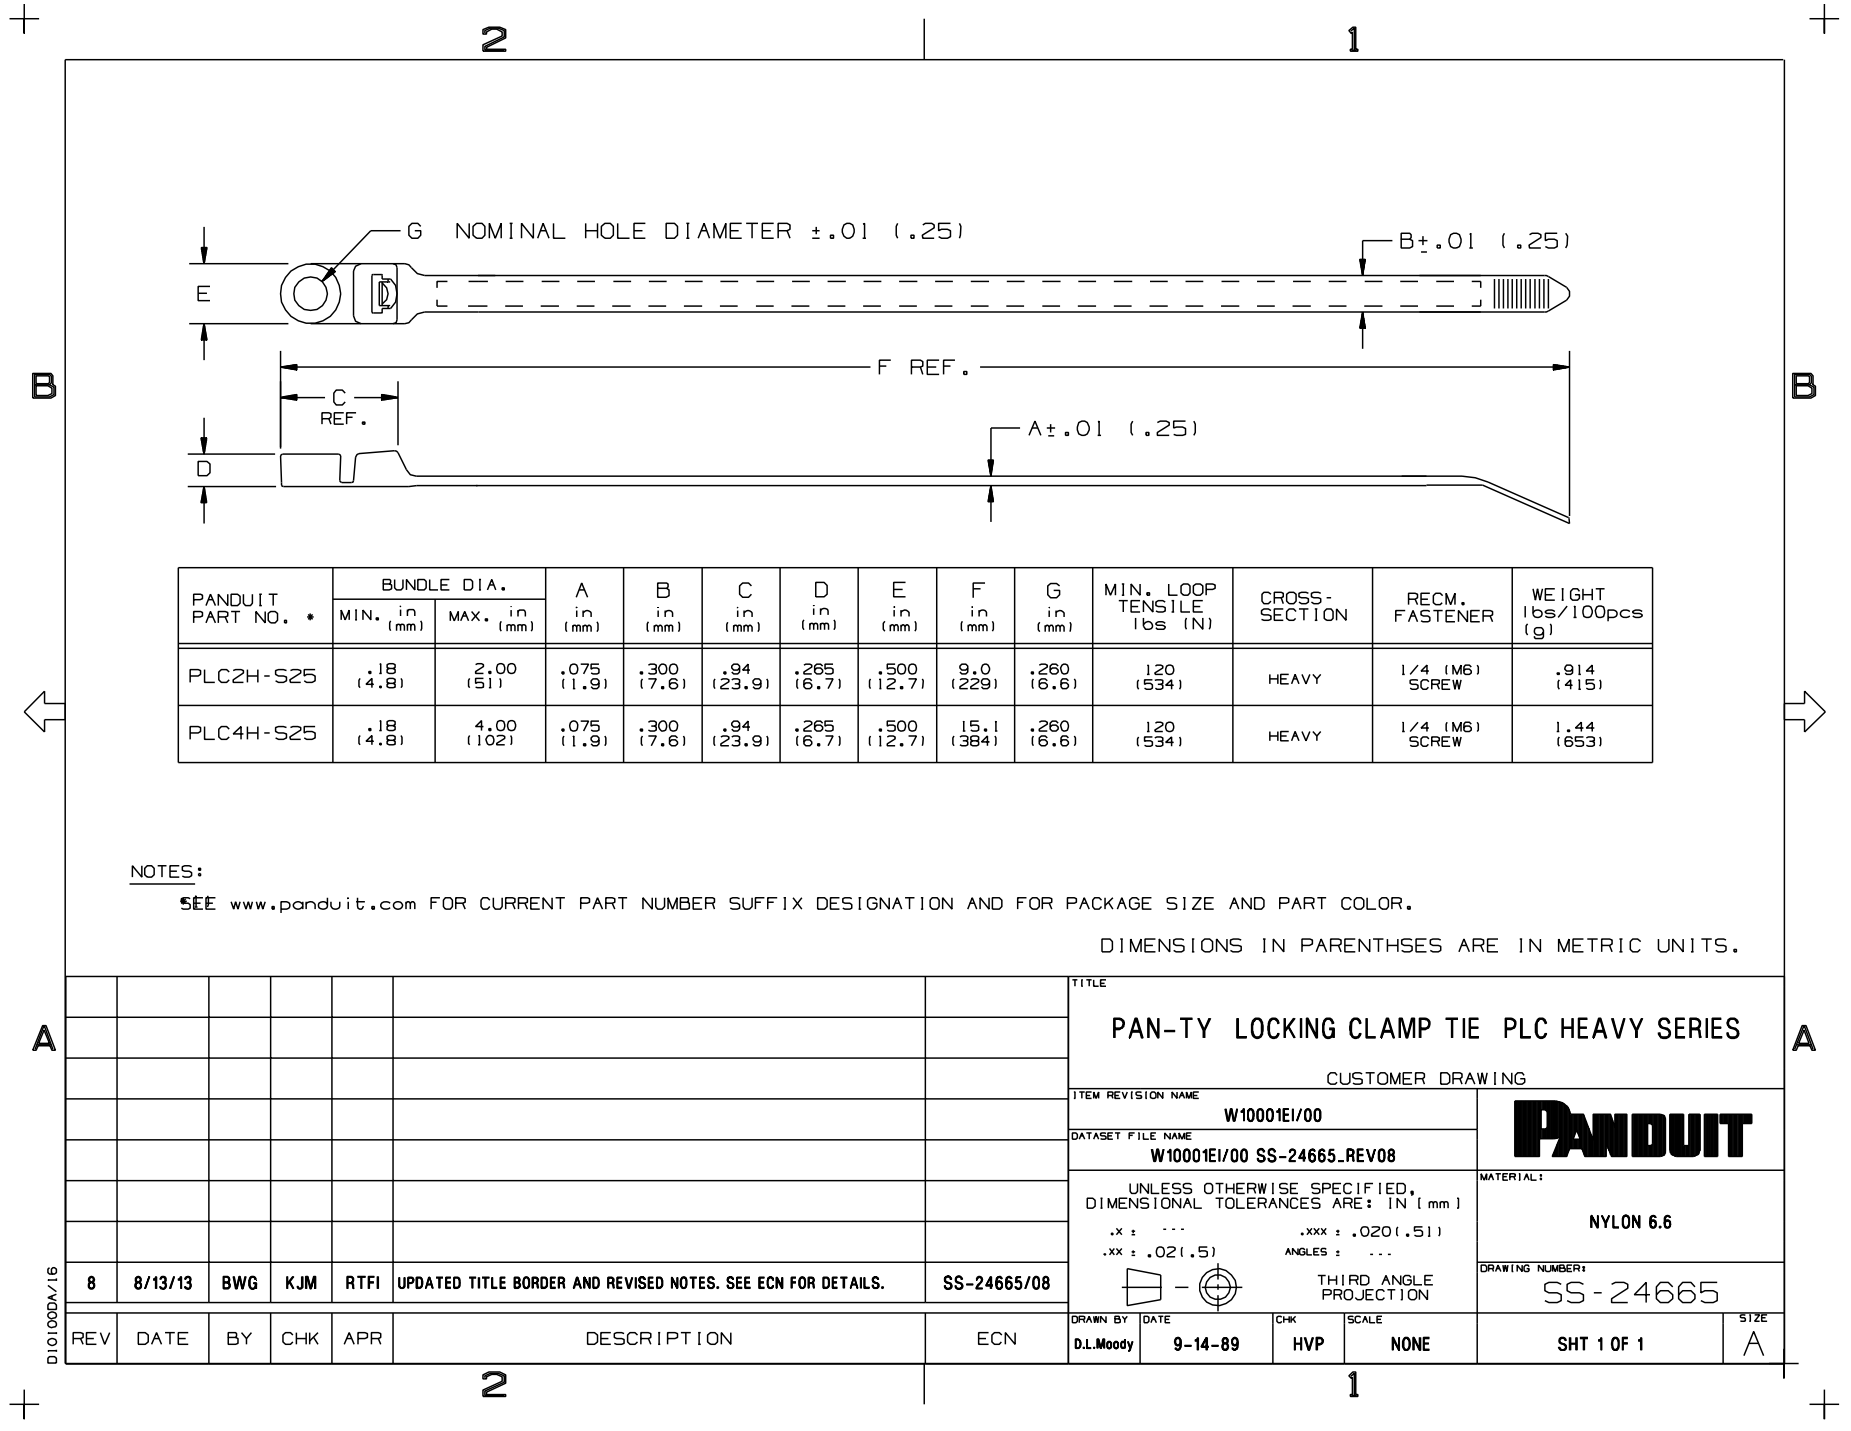 2 1
G NOMINAL HOLE DIAMETER ±.01 (.25)
B±.01 (.25)
E
F REF.
B B
C
REF.
A±.01 (.25)
D
PANDUIT PART NO. * BUNDLE DIA. MIN. in (mm) MAX. in (mm) A in (mm) B in (mm) C in (mm) D in (mm) E in (mm) F in (mm) G in (mm) MIN. LOOP TENSILE lbs (N) CROSS-SECTION RECM. FASTENER WEIGHT lbs/100pcs (g)
PLC2H-S25 .18 (4.8) 2.00 (51) .075 (1.9) .300 (7.6) .94 (23.9) .265 (6.7) .500 (12.7) 9.0 (229) .260 (6.6) 120 (534) HEAVY 1/4 (M6) SCREW .914 (415)
PLC4H-S25 .18 (4.8) 4.00 (102) .075 (1.9) .300 (7.6) .94 (23.9) .265 (6.7) .500 (12.7) 15.1 (384) .260 (6.6) 120 (534) HEAVY 1/4 (M6) SCREW 1.44 (653)
NOTES:
*SEE www.panduit.com FOR CURRENT PART NUMBER SUFFIX DESIGNATION AND FOR PACKAGE SIZE AND PART COLOR.
DIMENSIONS IN PARENTHSES ARE IN METRIC UNITS.
A A
TITLE
PAN-TY LOCKING CLAMP TIE PLC HEAVY SERIES
CUSTOMER DRAWING
ITEM REVISION NAME
W10001EI/00
DATASET FILE NAME
W10001EI/00 SS-24665_REV08
PANDUIT
UNLESS OTHERWISE SPECIFIED,
DIMENSIONAL TOLERANCES ARE: IN [mm]
.x ± --- .xxx ± .020(.51)
.xx ± .02(.5) ANGLES ± ---
THIRD ANGLE
PROJECTION
MATERIAL:
NYLON 6.6
DRAWING NUMBER:
SS-24665
8 8/13/13 BWG KJM RTFI UPDATED TITLE BORDER AND REVISED NOTES. SEE ECN FOR DETAILS. SS-24665/08
REV DATE BY CHK APR DESCRIPTION ECN
DRAWN BY D.L.Moody DATE 9-14-89 CHK HVP SCALE NONE SHT 1 OF 1 SIZE A
D10100DA/16
2 1